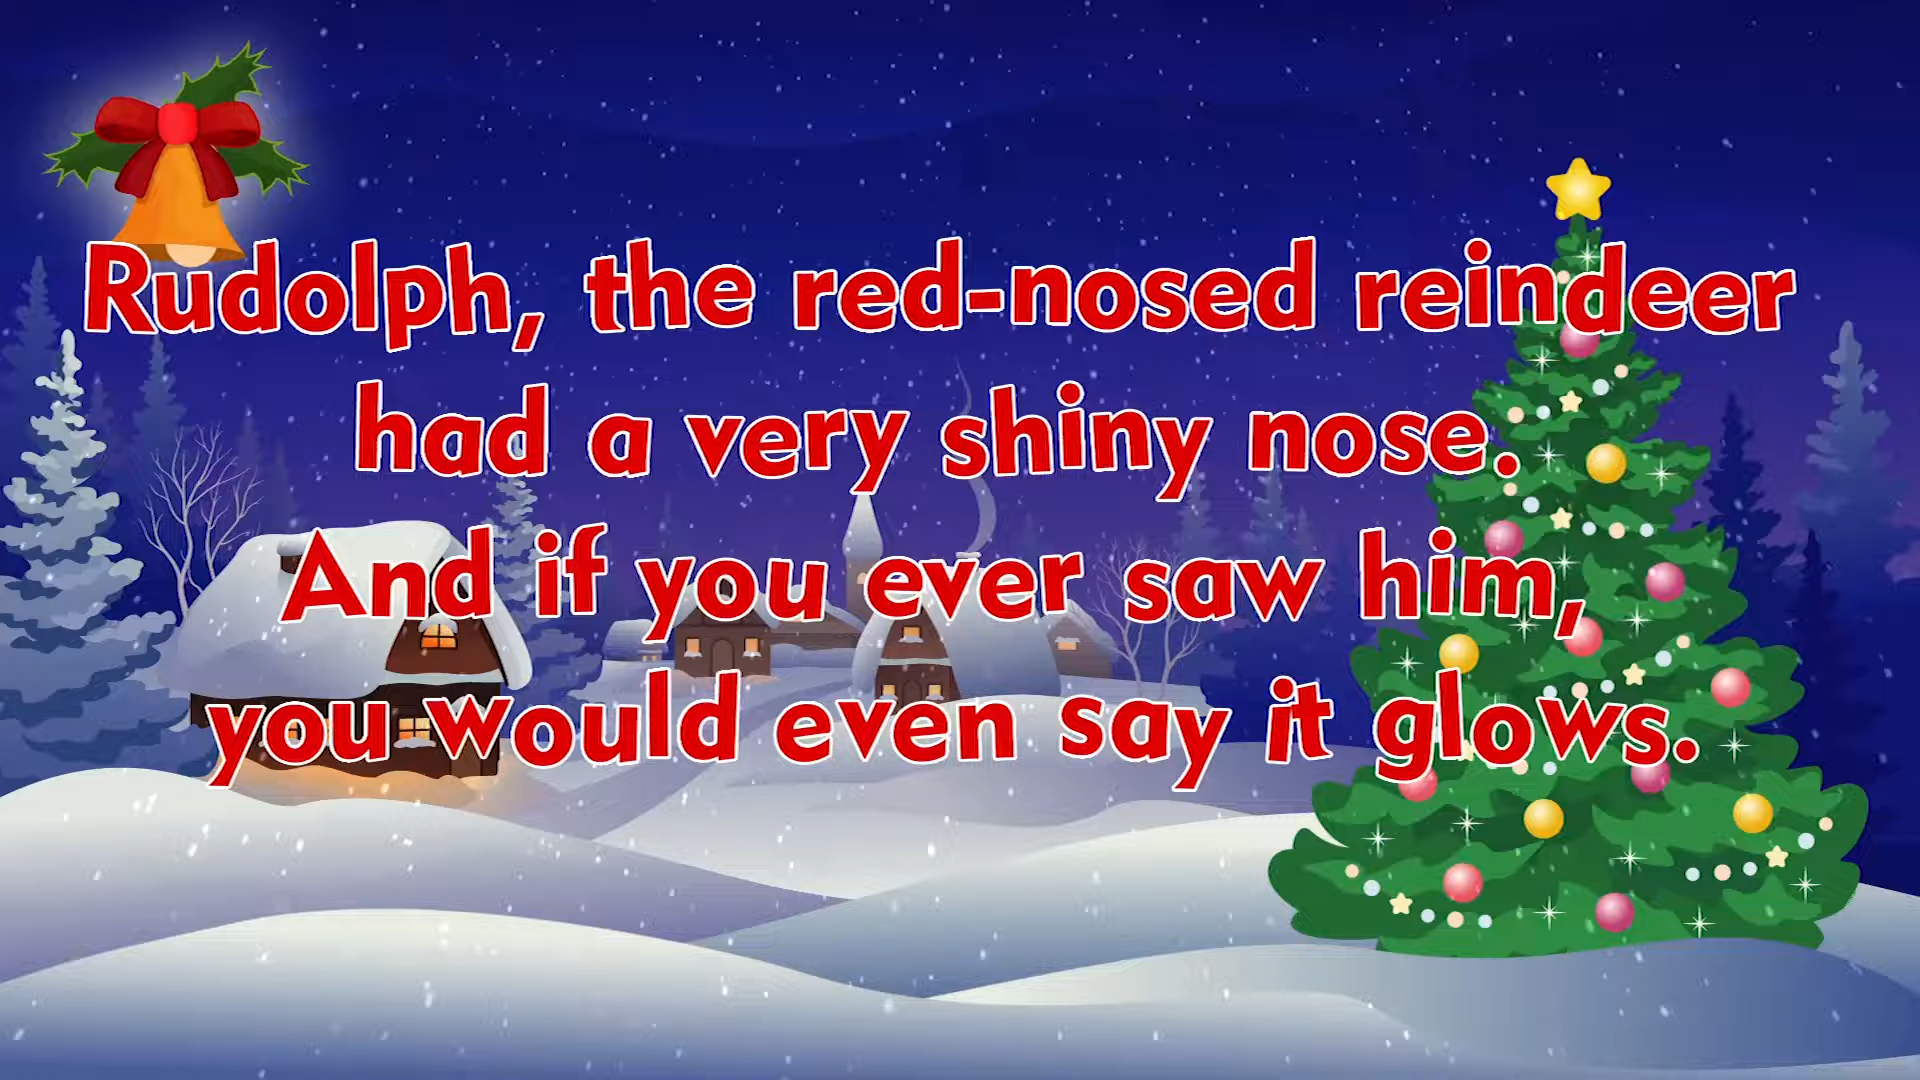 Rudolph, the red-nosed reindeer
had a very shiny nose.
And if you ever saw him,
you would even say it glows.